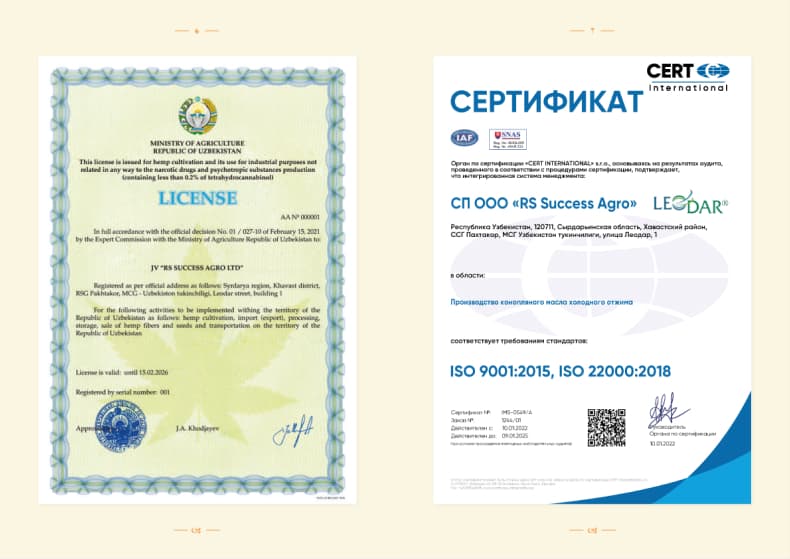 6
MINISTRY OF AGRICULTURE
REPUBLIC OF UZBEKISTAN
This license is issued for hemp cultivation and its use for industrial purposes not
related in any way to the narcotic drugs and psychotropic substances production
(containing less than 0.2% of tetrahydocannabinol)
LICENSE
AA № 000001
In full accordance with the official decision No. 01 / 027-10 of February 15, 2021
by the Expert Commission with the Ministry of Agriculture Republic of Uzbekistan to:
JV "RS SUCCESS AGRO LTD"
Registered as per official address as follows: Syrdarya region, Khavast district,
RSG Pakhtakor, MCG - Uzbekiston tukinchiligi, Leodar street, building 1
For the following activities to be implemented withing the territory of the
Republic of Uzbekistan as follows: hemp cultivation, import (export), processing,
storage, sale of hemp fibers and seeds and transportation on the territory of the
Republic of Uzbekistan
License is valid: until 15.02.2026
Registered by serial number: 001
J.A. Khodjayev
7
CERT
International
СЕРТИФИКАТ
IAF
SNAS
Орган по сертификации «CERT INTERNATIONAL» s.r.o., основываясь на результатах аудита,
проведенного в соответствии с процедурами сертификации, подтверждает,
что интегрированная система менеджмента:
СП ООО «RS Success Agro»
LEODAR®
Республика Узбекистан, 120711, Сырдарьинская область, Хавастский район,
ССГ Пахтакор, МСГ Узбекистон тукинчилиги, улица Леодар, 1
в области:
Производство конопляного масла холодного отжима
соответствует требованиям стандартов:
ISO 9001:2015, ISO 22000:2018
Сертификат №: IMS-0549/A
Заказ №: 1244/01
Действителен с: 10.01.2022
Действителен до: 09.01.2025
Руководитель
Органа по сертификации
10.01.2022